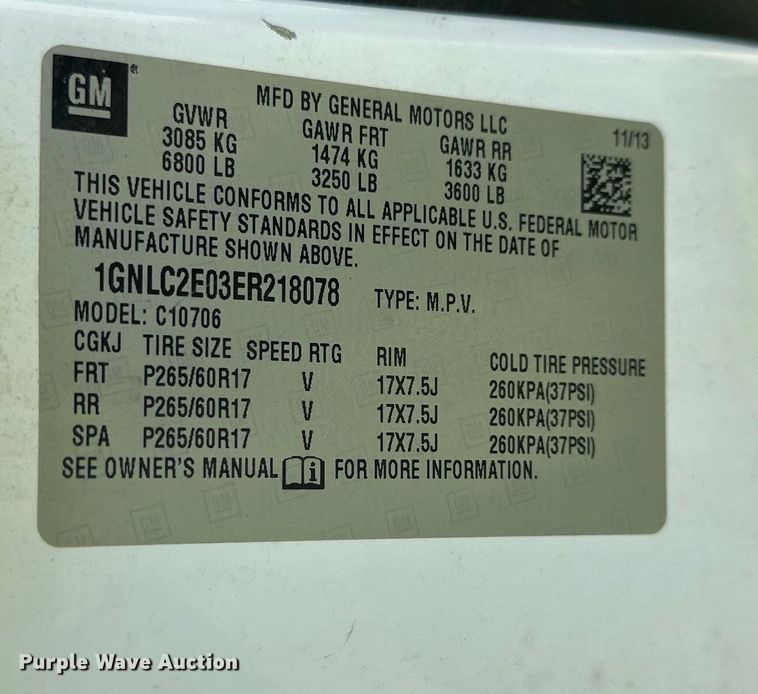 GM ®
MFD BY GENERAL MOTORS LLC
11/13
GVWR GAWR FRT GAWR RR
3085 KG 1474 KG 1633 KG
6800 LB 3250 LB 3600 LB
THIS VEHICLE CONFORMS TO ALL APPLICABLE U.S. FEDERAL MOTOR
VEHICLE SAFETY STANDARDS IN EFFECT ON THE DATE OF
MANUFACTURE SHOWN ABOVE.
1GNLC2E03ER218078 TYPE: M.P.V.
MODEL: C10706
CGKJ TIRE SIZE SPEED RTG RIM COLD TIRE PRESSURE
FRT P265/60R17 V 17X7.5J 260KPA(37PSI)
RR P265/60R17 V 17X7.5J 260KPA(37PSI)
SPA P265/60R17 V 17X7.5J 260KPA(37PSI)
SEE OWNER'S MANUAL i FOR MORE INFORMATION.
Purple Wave Auction